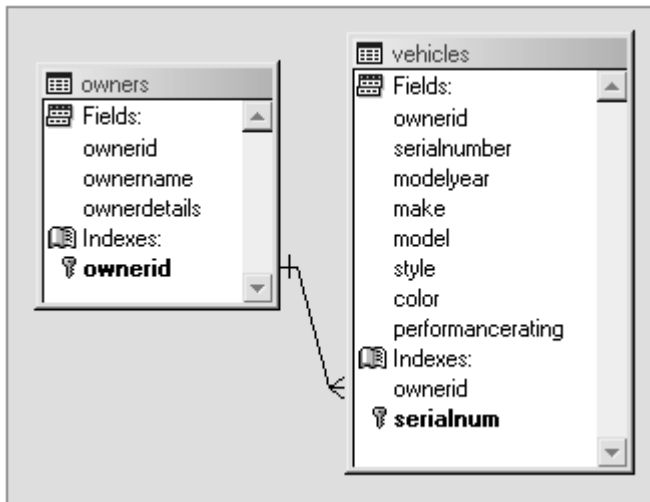 owners
Fields:
ownerid
ownername
ownerdetails
Indexes:
ownerid
vehicles
Fields:
ownerid
serialnumber
modelyear
make
model
style
color
performancerating
Indexes:
ownerid
serialnum